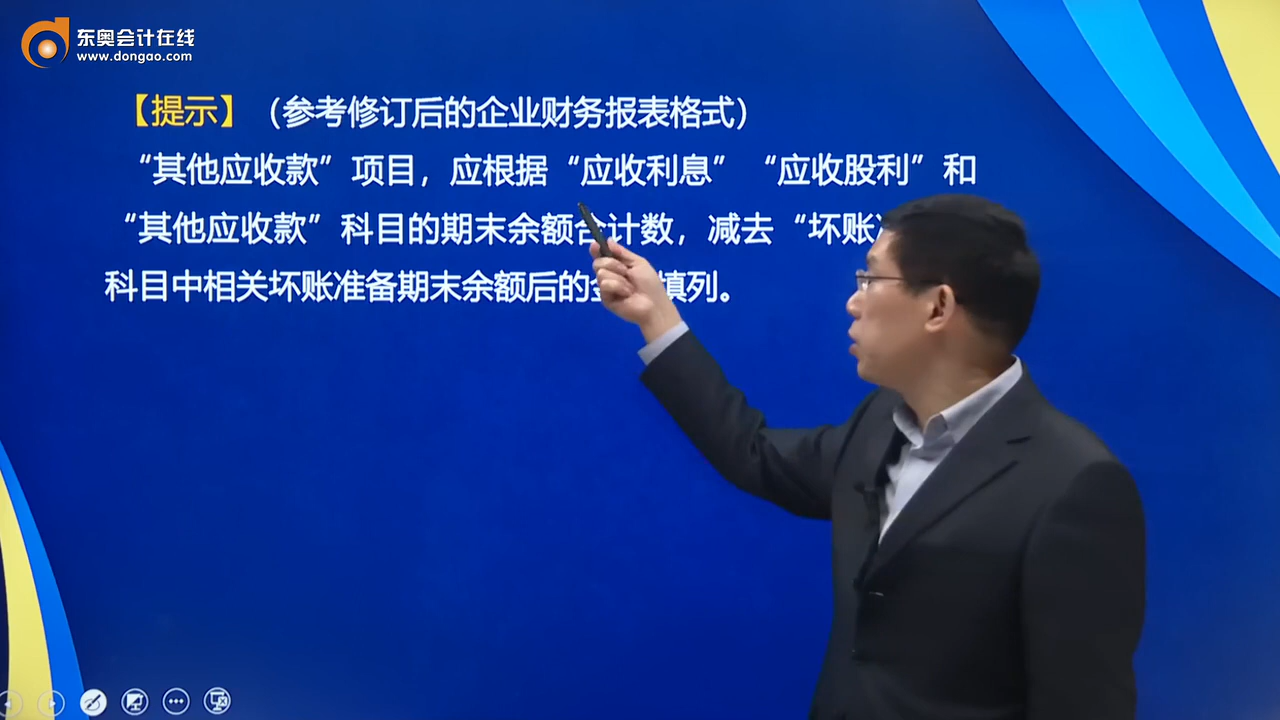 东奥会计在线
www.dongao.com
【提示】（参考修订后的企业财务报表格式）
“其他应收款”项目，应根据“应收利息”“应收股利”和
“其他应收款”科目的期末余额合计数，减去“坏账
科目中相关坏账准备期末余额后的 填列。